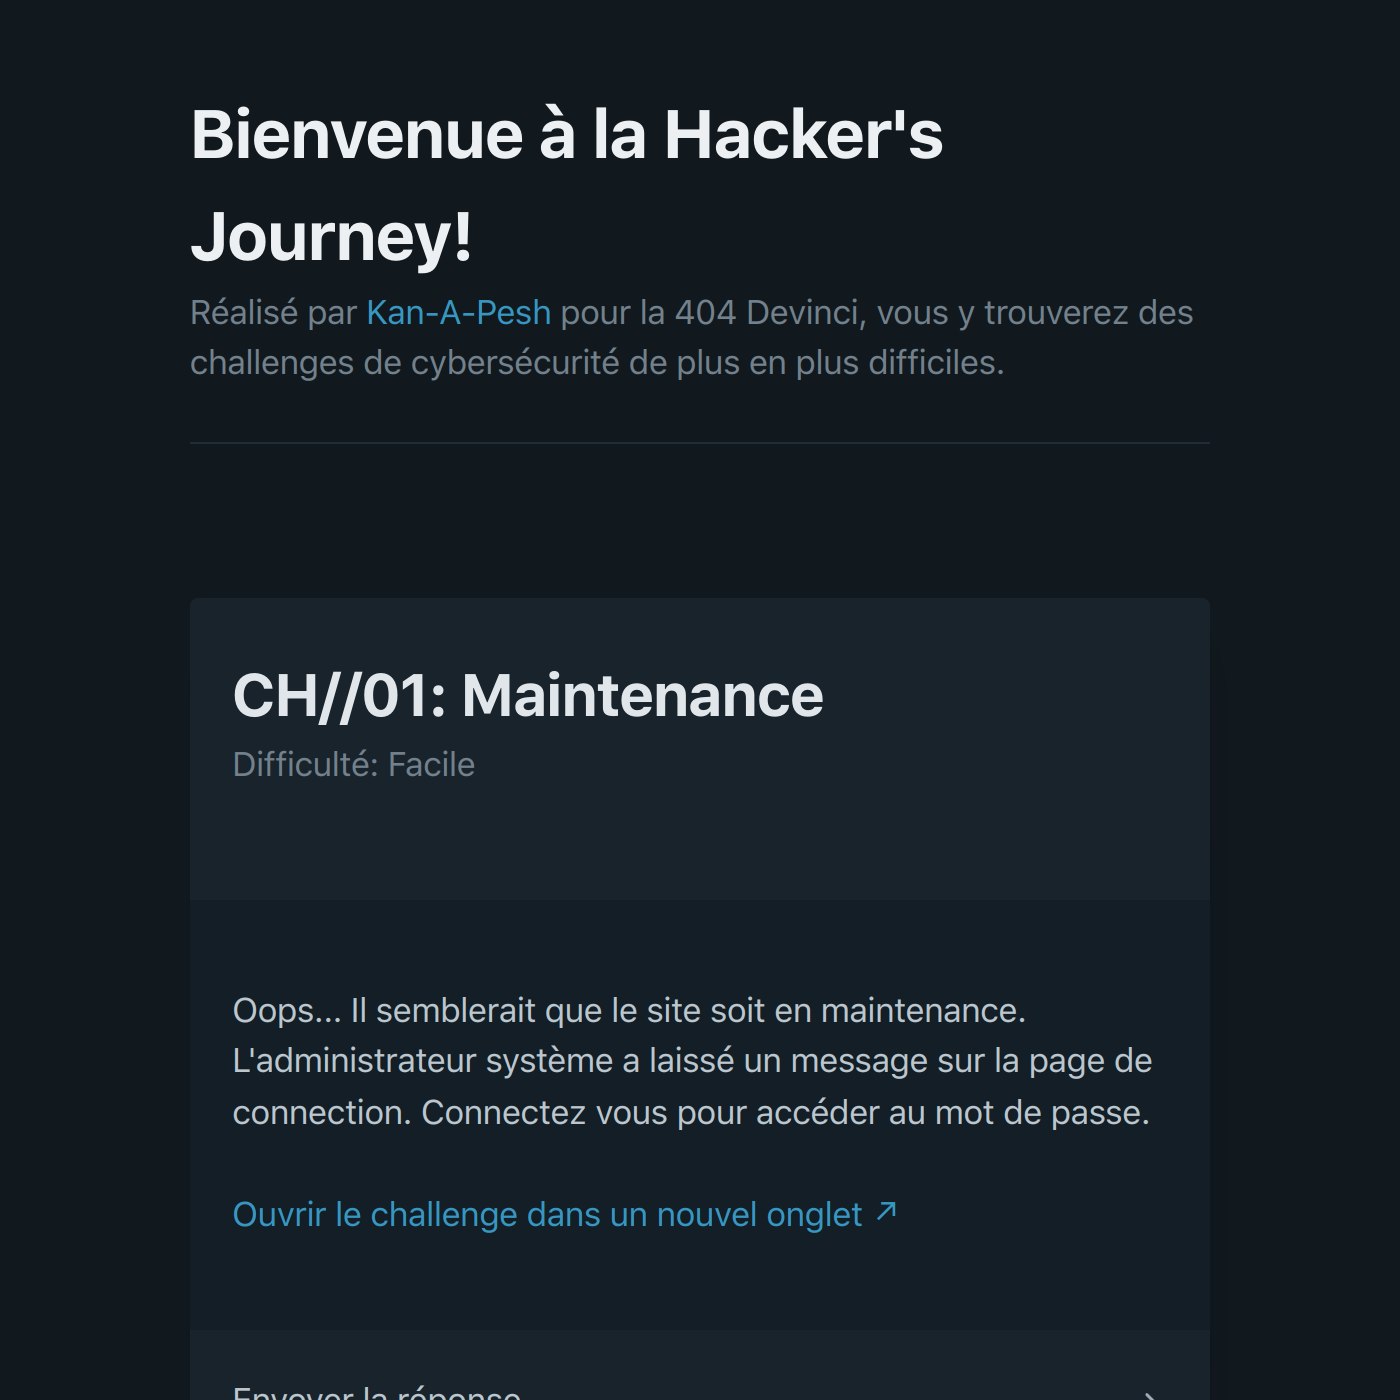 Bienvenue à la Hacker's
Journey!
Réalisé par Kan-A-Pesh pour la 404 Devinci, vous y trouverez des
challenges de cybersécurité de plus en plus difficiles.
CH//01: Maintenance
Difficulté: Facile
Oops... Il semblerait que le site soit en maintenance.
L'administrateur système a laissé un message sur la page de
connection. Connectez vous pour accéder au mot de passe.
Ouvrir le challenge dans un nouvel onglet ↗
Envoyer la réponse